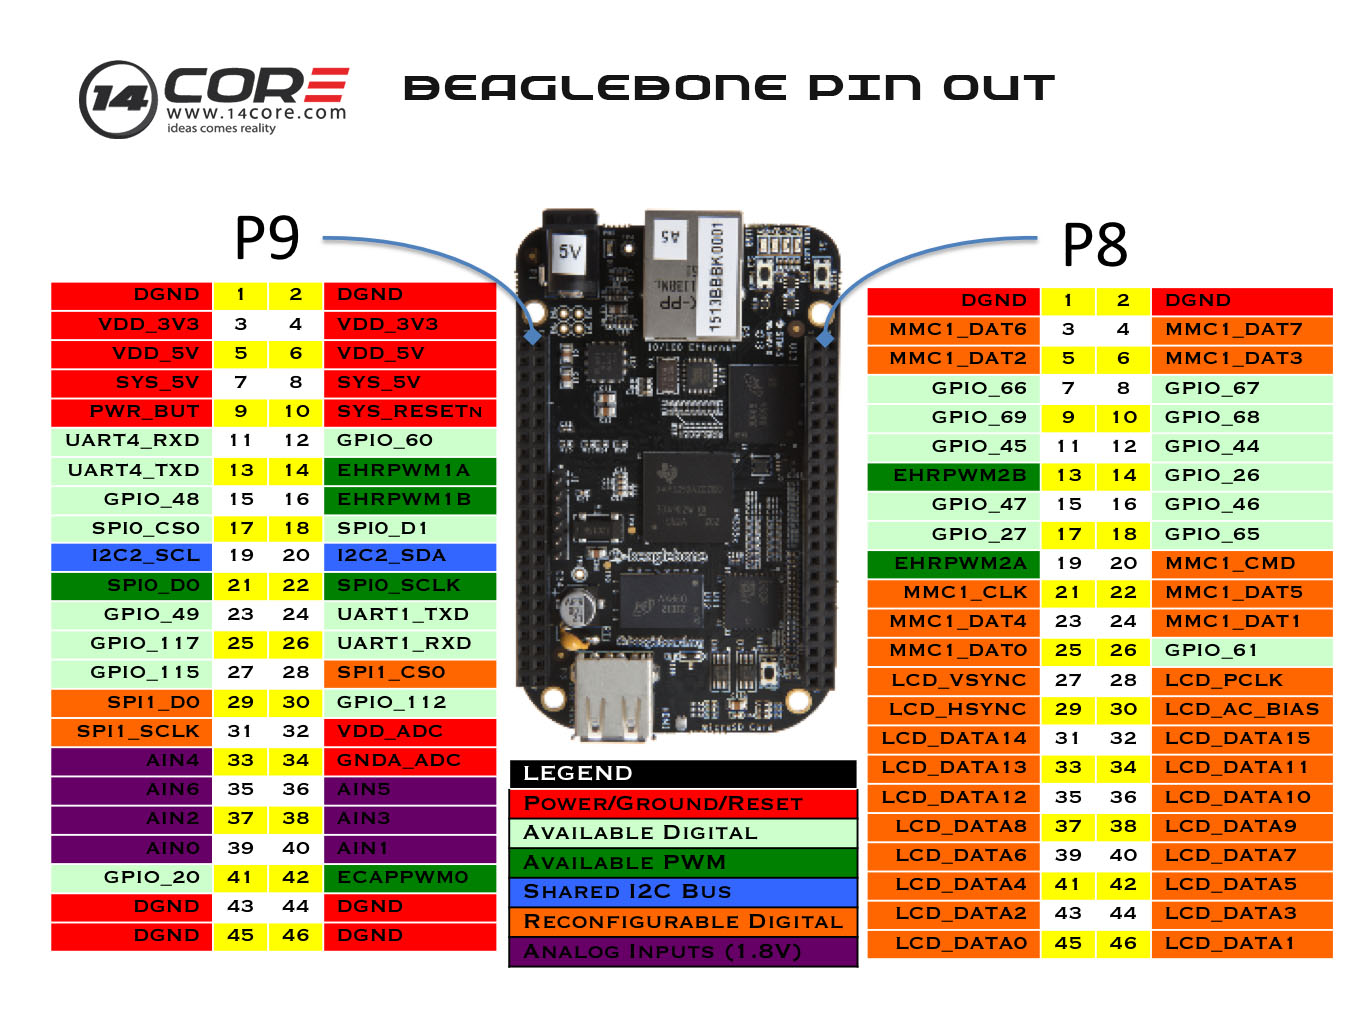 14 CORE
www.14core.com
ideas comes reality
BEAGLEBONE PIN OUT
P9
DGND 1 2 DGND
VDD_3V3 3 4 VDD_3V3
VDD_5V 5 6 VDD_5V
SYS_5V 7 8 SYS_5V
PWR_BUT 9 10 SYS_RESETN
UART4_RXD 11 12 GPIO_60
UART4_TXD 13 14 EHRPWM1A
GPIO_48 15 16 EHRPWM1B
SPI0_CS0 17 18 SPI0_D1
I2C2_SCL 19 20 I2C2_SDA
SPI0_D0 21 22 SPI0_SCLK
GPIO_49 23 24 UART1_TXD
GPIO_117 25 26 UART1_RXD
GPIO_115 27 28 SPI1_CS0
SPI1_D0 29 30 GPIO_112
SPI1_SCLK 31 32 VDD_ADC
AIN4 33 34 GNDA_ADC
AIN6 35 36 AIN5
AIN2 37 38 AIN3
AIN0 39 40 AIN1
GPIO_20 41 42 ECAPPWM0
DGND 43 44 DGND
DGND 45 46 DGND
5V
A5
1513BBBK0001
10/100 Ethernet
beaglebone
microSD Card
LEGEND
Power/Ground/Reset
Available Digital
Available PWM
Shared I2C Bus
Reconfigurable Digital
Analog Inputs (1.8V)
P8
DGND 1 2 DGND
MMC1_DAT6 3 4 MMC1_DAT7
MMC1_DAT2 5 6 MMC1_DAT3
GPIO_66 7 8 GPIO_67
GPIO_69 9 10 GPIO_68
GPIO_45 11 12 GPIO_44
EHRPWM2B 13 14 GPIO_26
GPIO_47 15 16 GPIO_46
GPIO_27 17 18 GPIO_65
EHRPWM2A 19 20 MMC1_CMD
MMC1_CLK 21 22 MMC1_DAT5
MMC1_DAT4 23 24 MMC1_DAT1
MMC1_DAT0 25 26 GPIO_61
LCD_VSYNC 27 28 LCD_PCLK
LCD_HSYNC 29 30 LCD_AC_BIAS
LCD_DATA14 31 32 LCD_DATA15
LCD_DATA13 33 34 LCD_DATA11
LCD_DATA12 35 36 LCD_DATA10
LCD_DATA8 37 38 LCD_DATA9
LCD_DATA6 39 40 LCD_DATA7
LCD_DATA4 41 42 LCD_DATA5
LCD_DATA2 43 44 LCD_DATA3
LCD_DATA0 45 46 LCD_DATA1